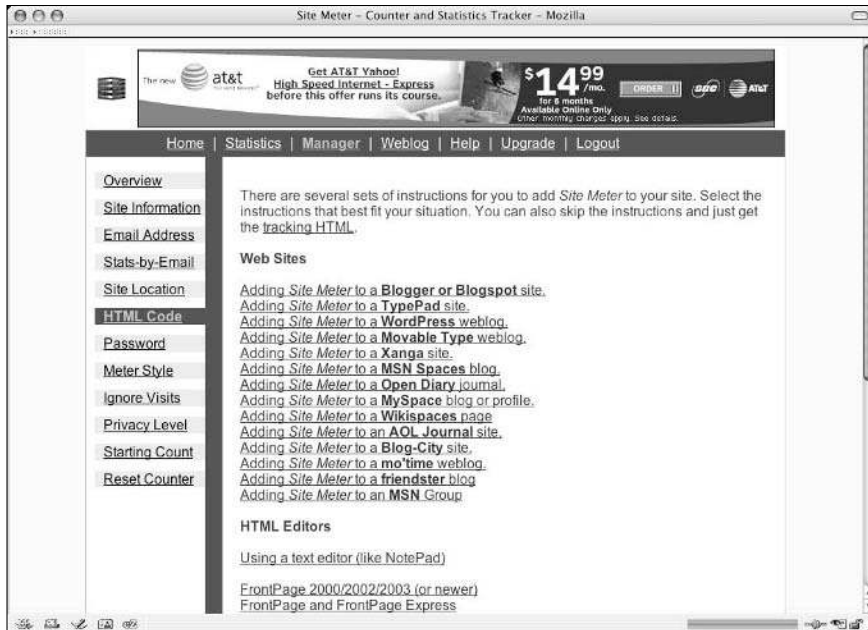 Site Meter – Counter and Statistics Tracker – Mozilla
The new at&t
Get AT&T Yahoo!
High Speed Internet - Express
before this offer runs its course.
$14.99 /mo.
for 6 months
Available Online Only
Other monthly charges apply. See details.
ORDER
SBC AT&T
Home | Statistics | Manager | Weblog | Help | Upgrade | Logout
Overview
Site Information
Email Address
Stats-by-Email
Site Location
HTML Code
Password
Meter Style
Ignore Visits
Privacy Level
Starting Count
Reset Counter
There are several sets of instructions for you to add Site Meter to your site. Select the
instructions that best fit your situation. You can also skip the instructions and just get
the tracking HTML.
Web Sites
Adding Site Meter to a Blogger or Blogspot site.
Adding Site Meter to a TypePad site.
Adding Site Meter to a WordPress weblog.
Adding Site Meter to a Movable Type weblog.
Adding Site Meter to a Xanga site.
Adding Site Meter to a MSN Spaces blog.
Adding Site Meter to a Open Diary journal.
Adding Site Meter to a MySpace blog or profile.
Adding Site Meter to a Wikispaces page
Adding Site Meter to an AOL Journal site.
Adding Site Meter to a Blog-City site.
Adding Site Meter to a mo'time weblog.
Adding Site Meter to a friendster blog
Adding Site Meter to an MSN Group
HTML Editors
Using a text editor (like NotePad)
FrontPage 2000/2002/2003 (or newer)
FrontPage and FrontPage Express